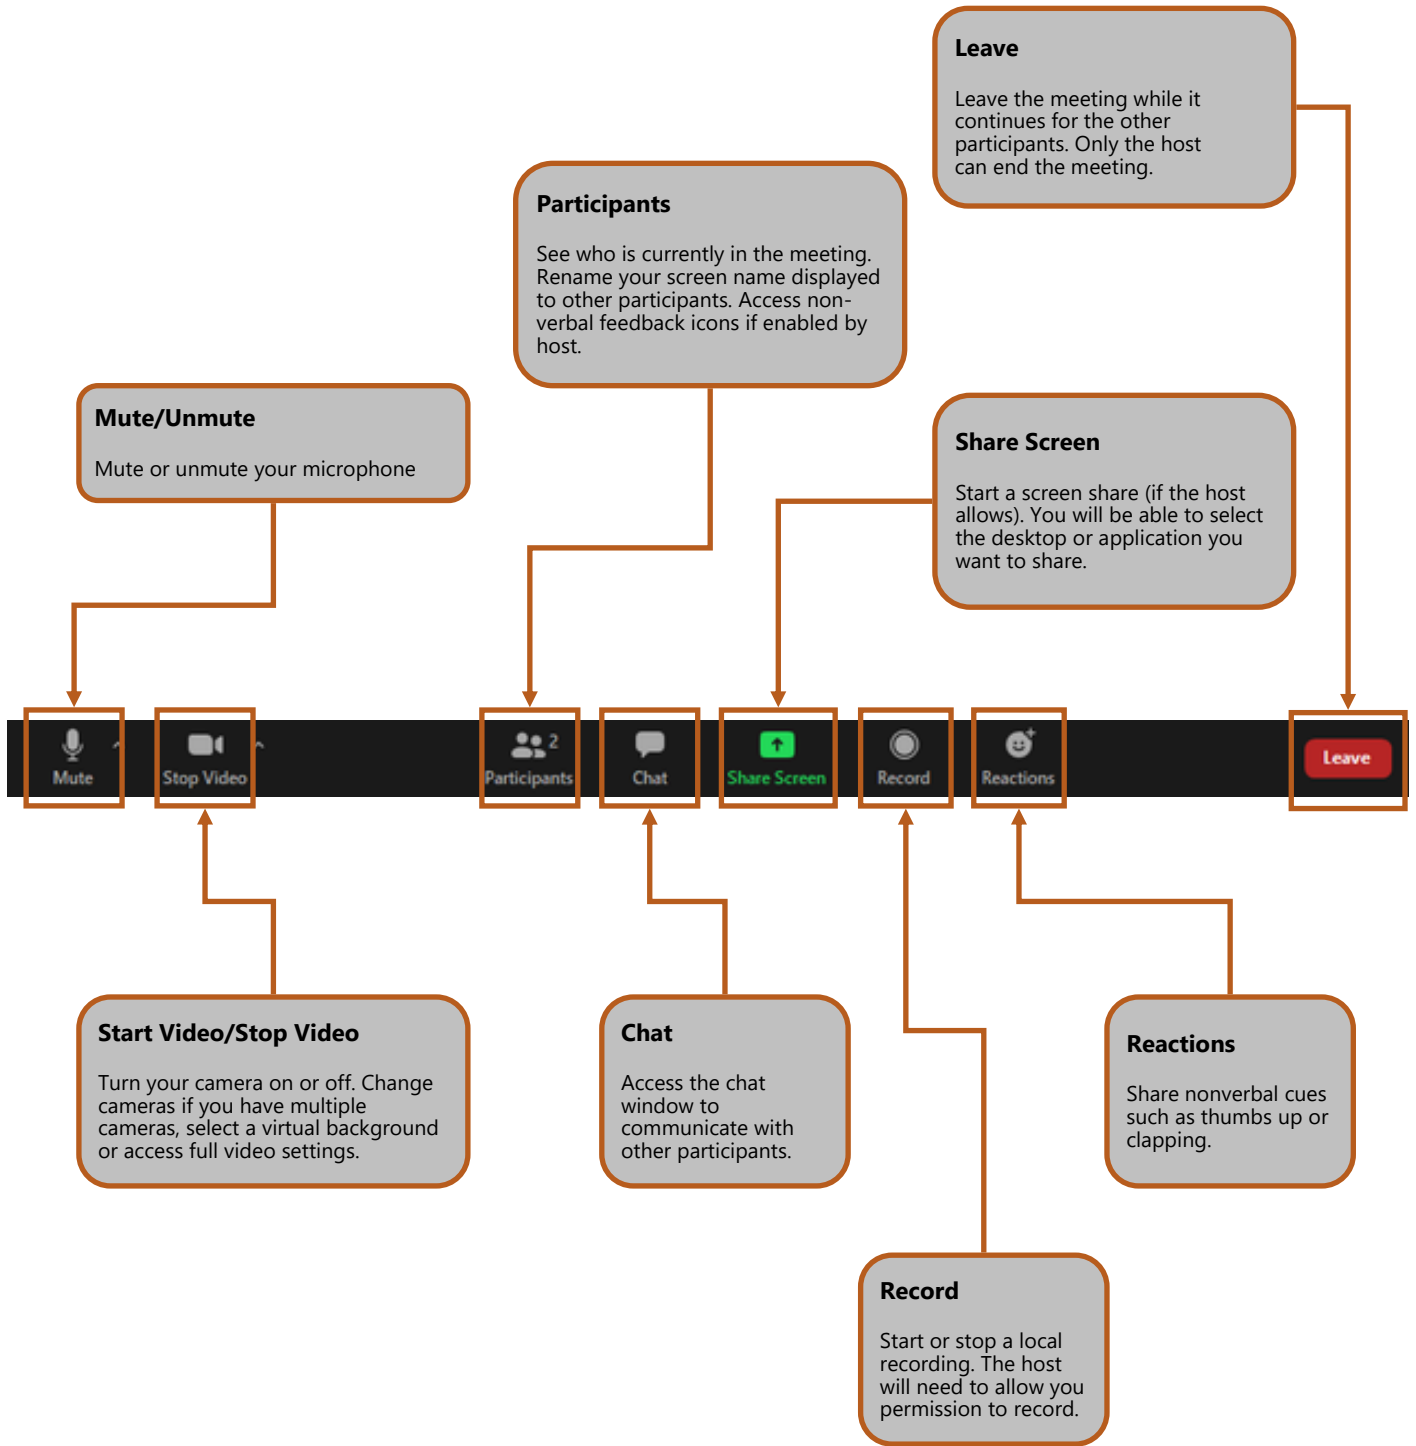 Leave
Leave the meeting while it
continues for the other
participants. Only the host
can end the meeting.
Participants
See who is currently in the meeting.
Rename your screen name displayed
to other participants. Access non-
verbal feedback icons if enabled by
host.
Mute/Unmute
Mute or unmute your microphone
Share Screen
Start a screen share (if the host
allows). You will be able to select
the desktop or application you
want to share.
2
Mute
Stop Video
Participants
Chat
Share Screen
Record
Reactions
Leave
Start Video/Stop Video
Turn your camera on or off. Change
cameras if you have multiple
cameras, select a virtual background
or access full video settings.
Chat
Access the chat
window to
communicate with
other participants.
Reactions
Share nonverbal cues
such as thumbs up or
clapping.
Record
Start or stop a local
recording. The host
will need to allow you
permission to record.